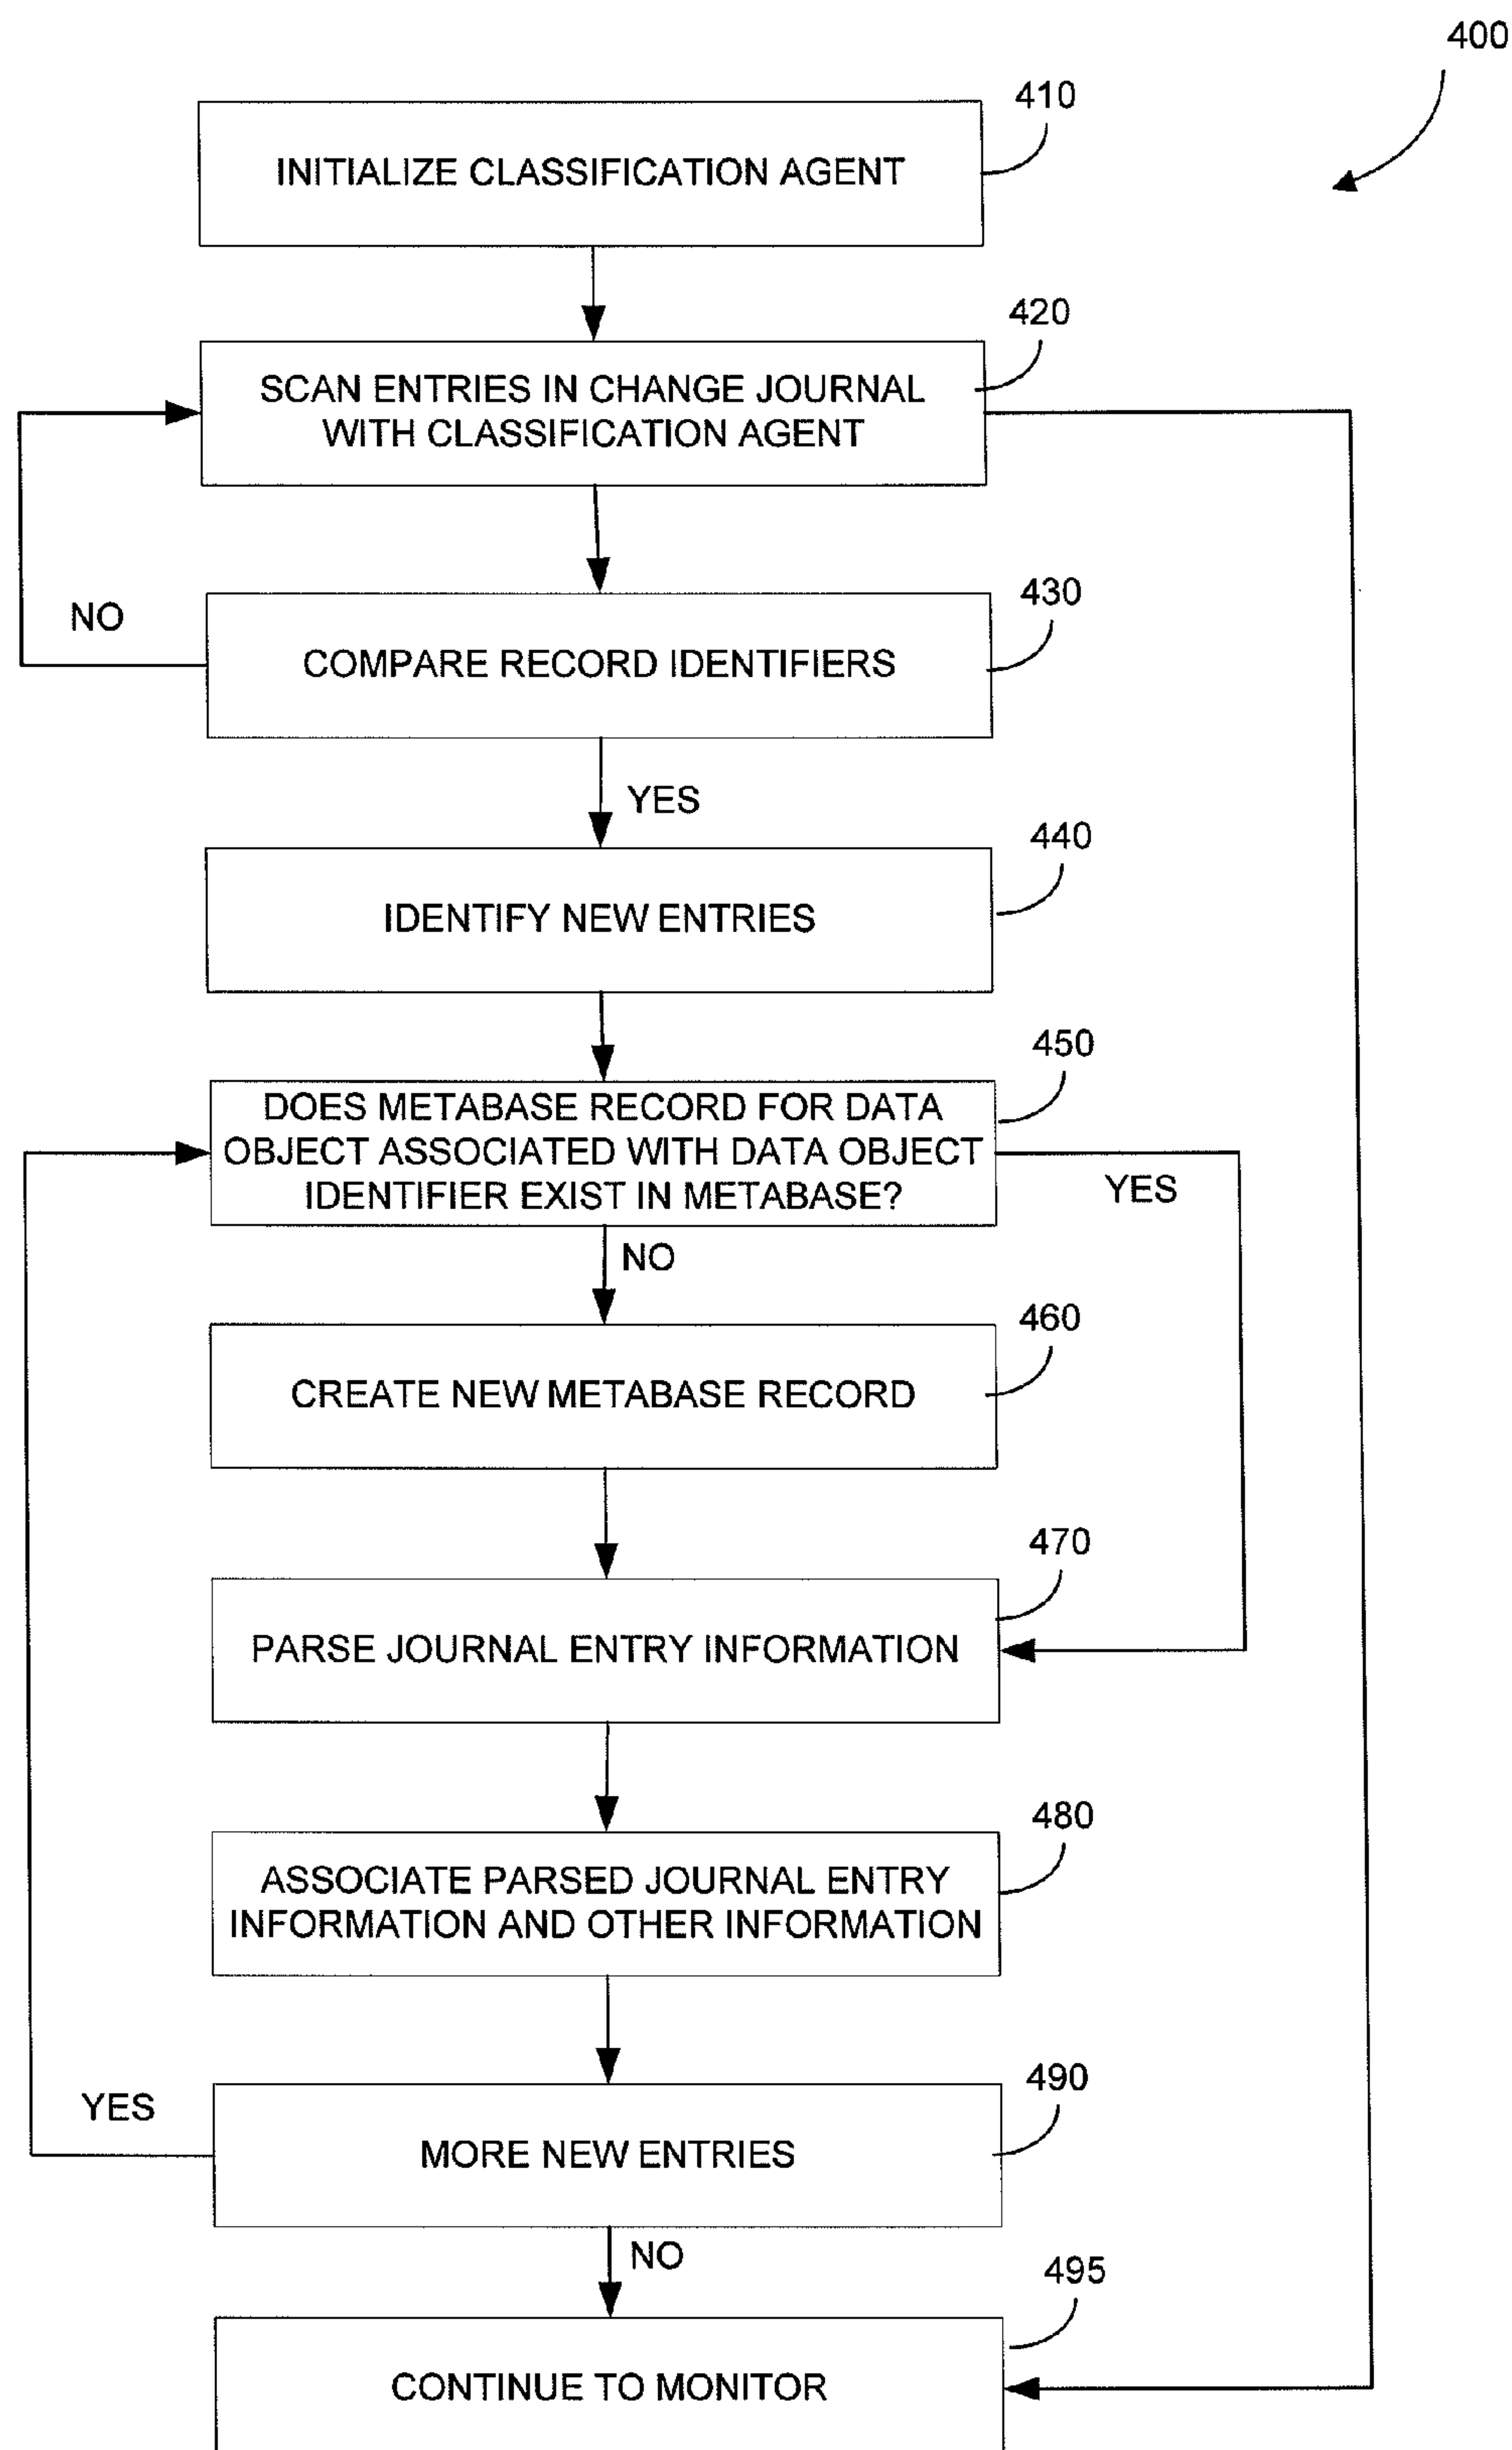 400
410
INITIALIZE CLASSIFICATION AGENT
420
SCAN ENTRIES IN CHANGE JOURNAL
WITH CLASSIFICATION AGENT
430
NO
COMPARE RECORD IDENTIFIERS
YES
440
IDENTIFY NEW ENTRIES
450
DOES METABASE RECORD FOR DATA
OBJECT ASSOCIATED WITH DATA OBJECT
IDENTIFIER EXIST IN METABASE?
YES
NO
460
CREATE NEW METABASE RECORD
470
PARSE JOURNAL ENTRY INFORMATION
480
ASSOCIATE PARSED JOURNAL ENTRY
INFORMATION AND OTHER INFORMATION
490
YES
MORE NEW ENTRIES
NO
495
CONTINUE TO MONITOR